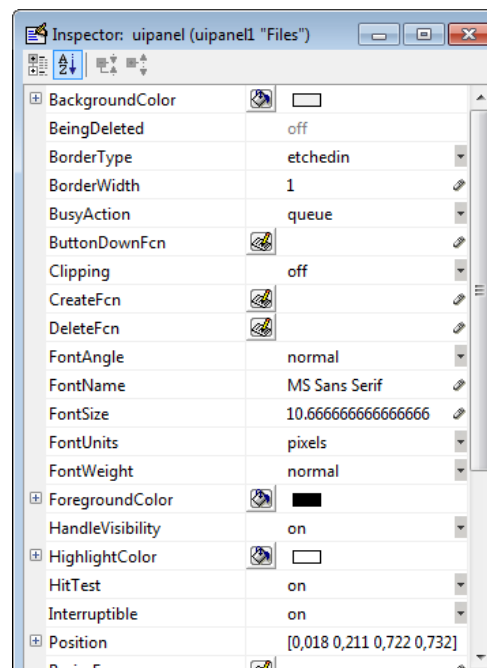 Inspector: uipanel (uipanel1 "Files")
BackgroundColor
BeingDeleted off
BorderType etchedin
BorderWidth 1
BusyAction queue
ButtonDownFcn
Clipping off
CreateFcn
DeleteFcn
FontAngle normal
FontName MS Sans Serif
FontSize 10.666666666666666
FontUnits pixels
FontWeight normal
ForegroundColor
HandleVisibility on
HighlightColor
HitTest on
Interruptible on
Position [0,018 0,211 0,722 0,732]